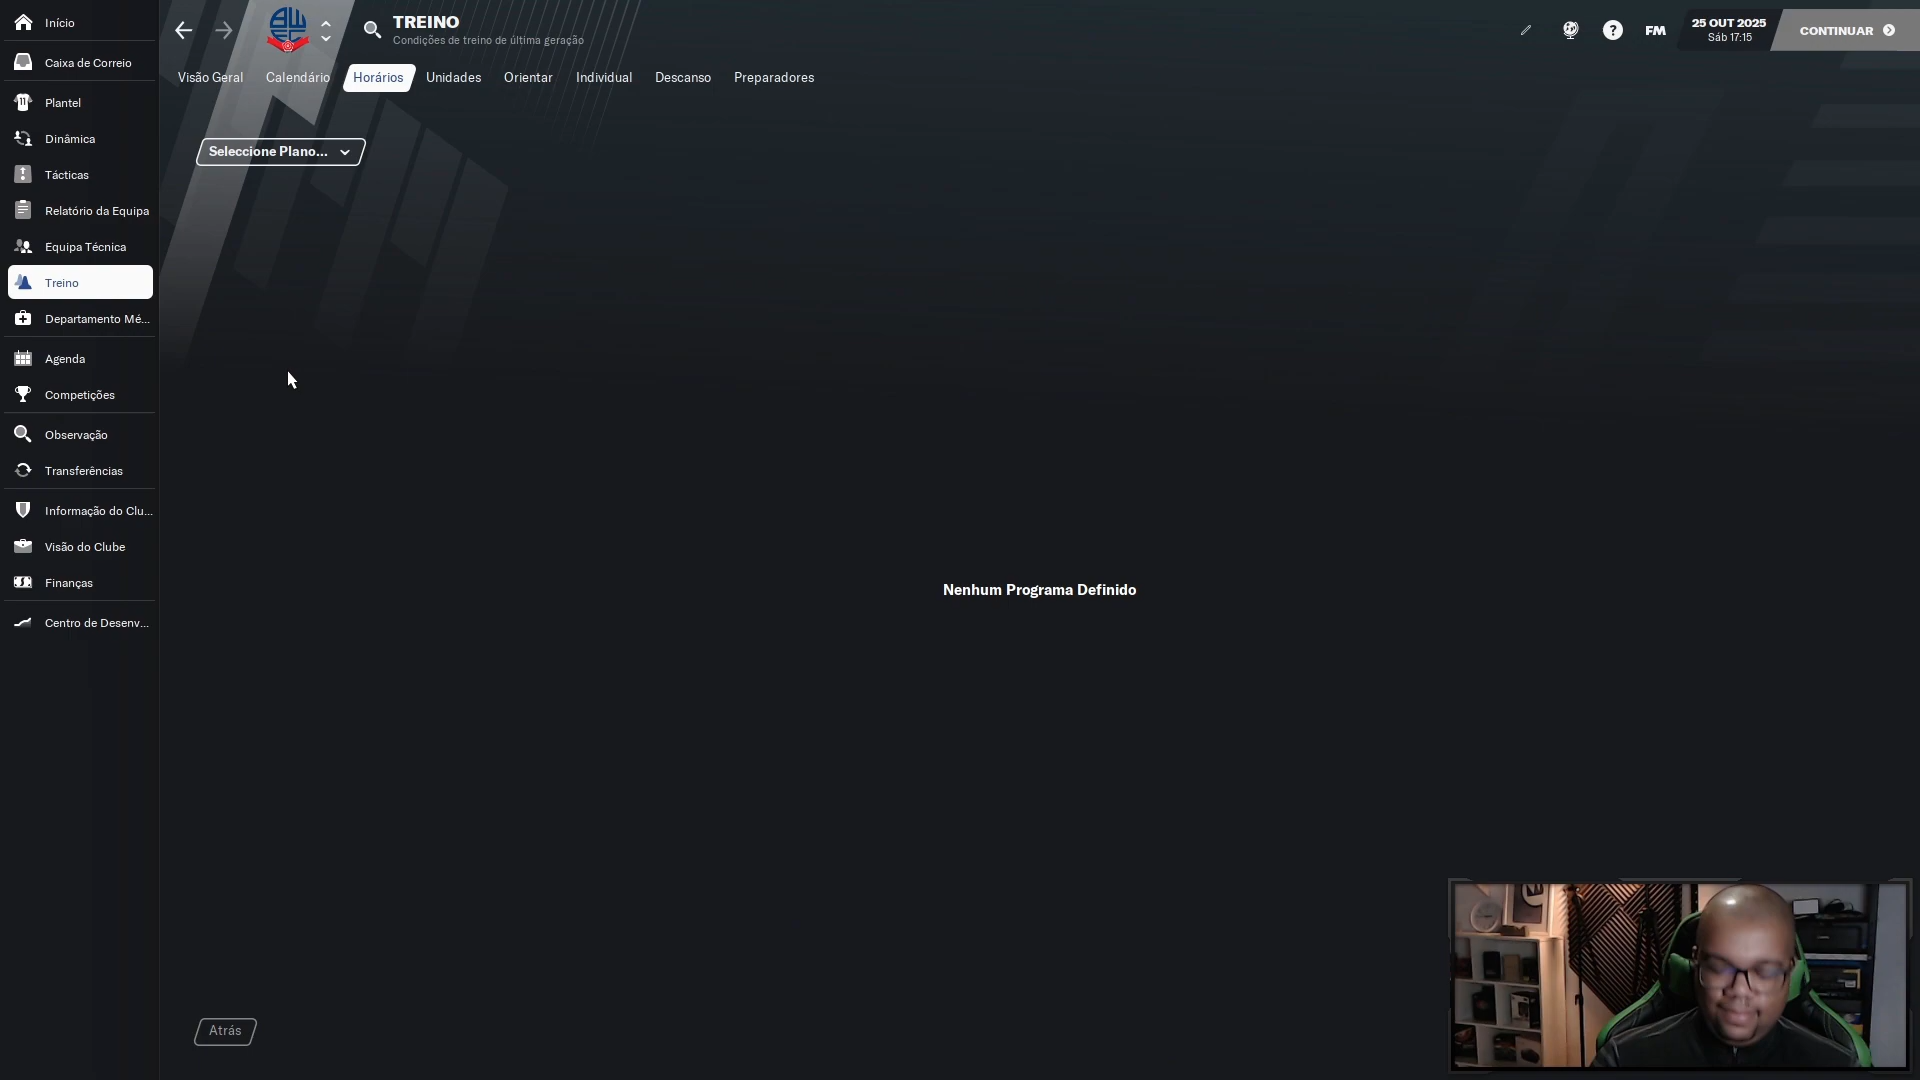 Início
Caixa de Correio
Plantel
Dinâmica
Tácticas
Relatório da Equipa
Equipa Técnica
Treino
Departamento Mé...
Agenda
Competições
Observação
Transferências
Informação do Clu...
Visão do Clube
Finanças
Centro de Desenv...
TREINO
Condições de treino de última geração
FM
25 OUT 2025
Sáb 17:15
CONTINUAR
Visão Geral
Calendário
Horários
Unidades
Orientar
Individual
Descanso
Preparadores
Seleccione Plano...
Nenhum Programa Definido
Atrás